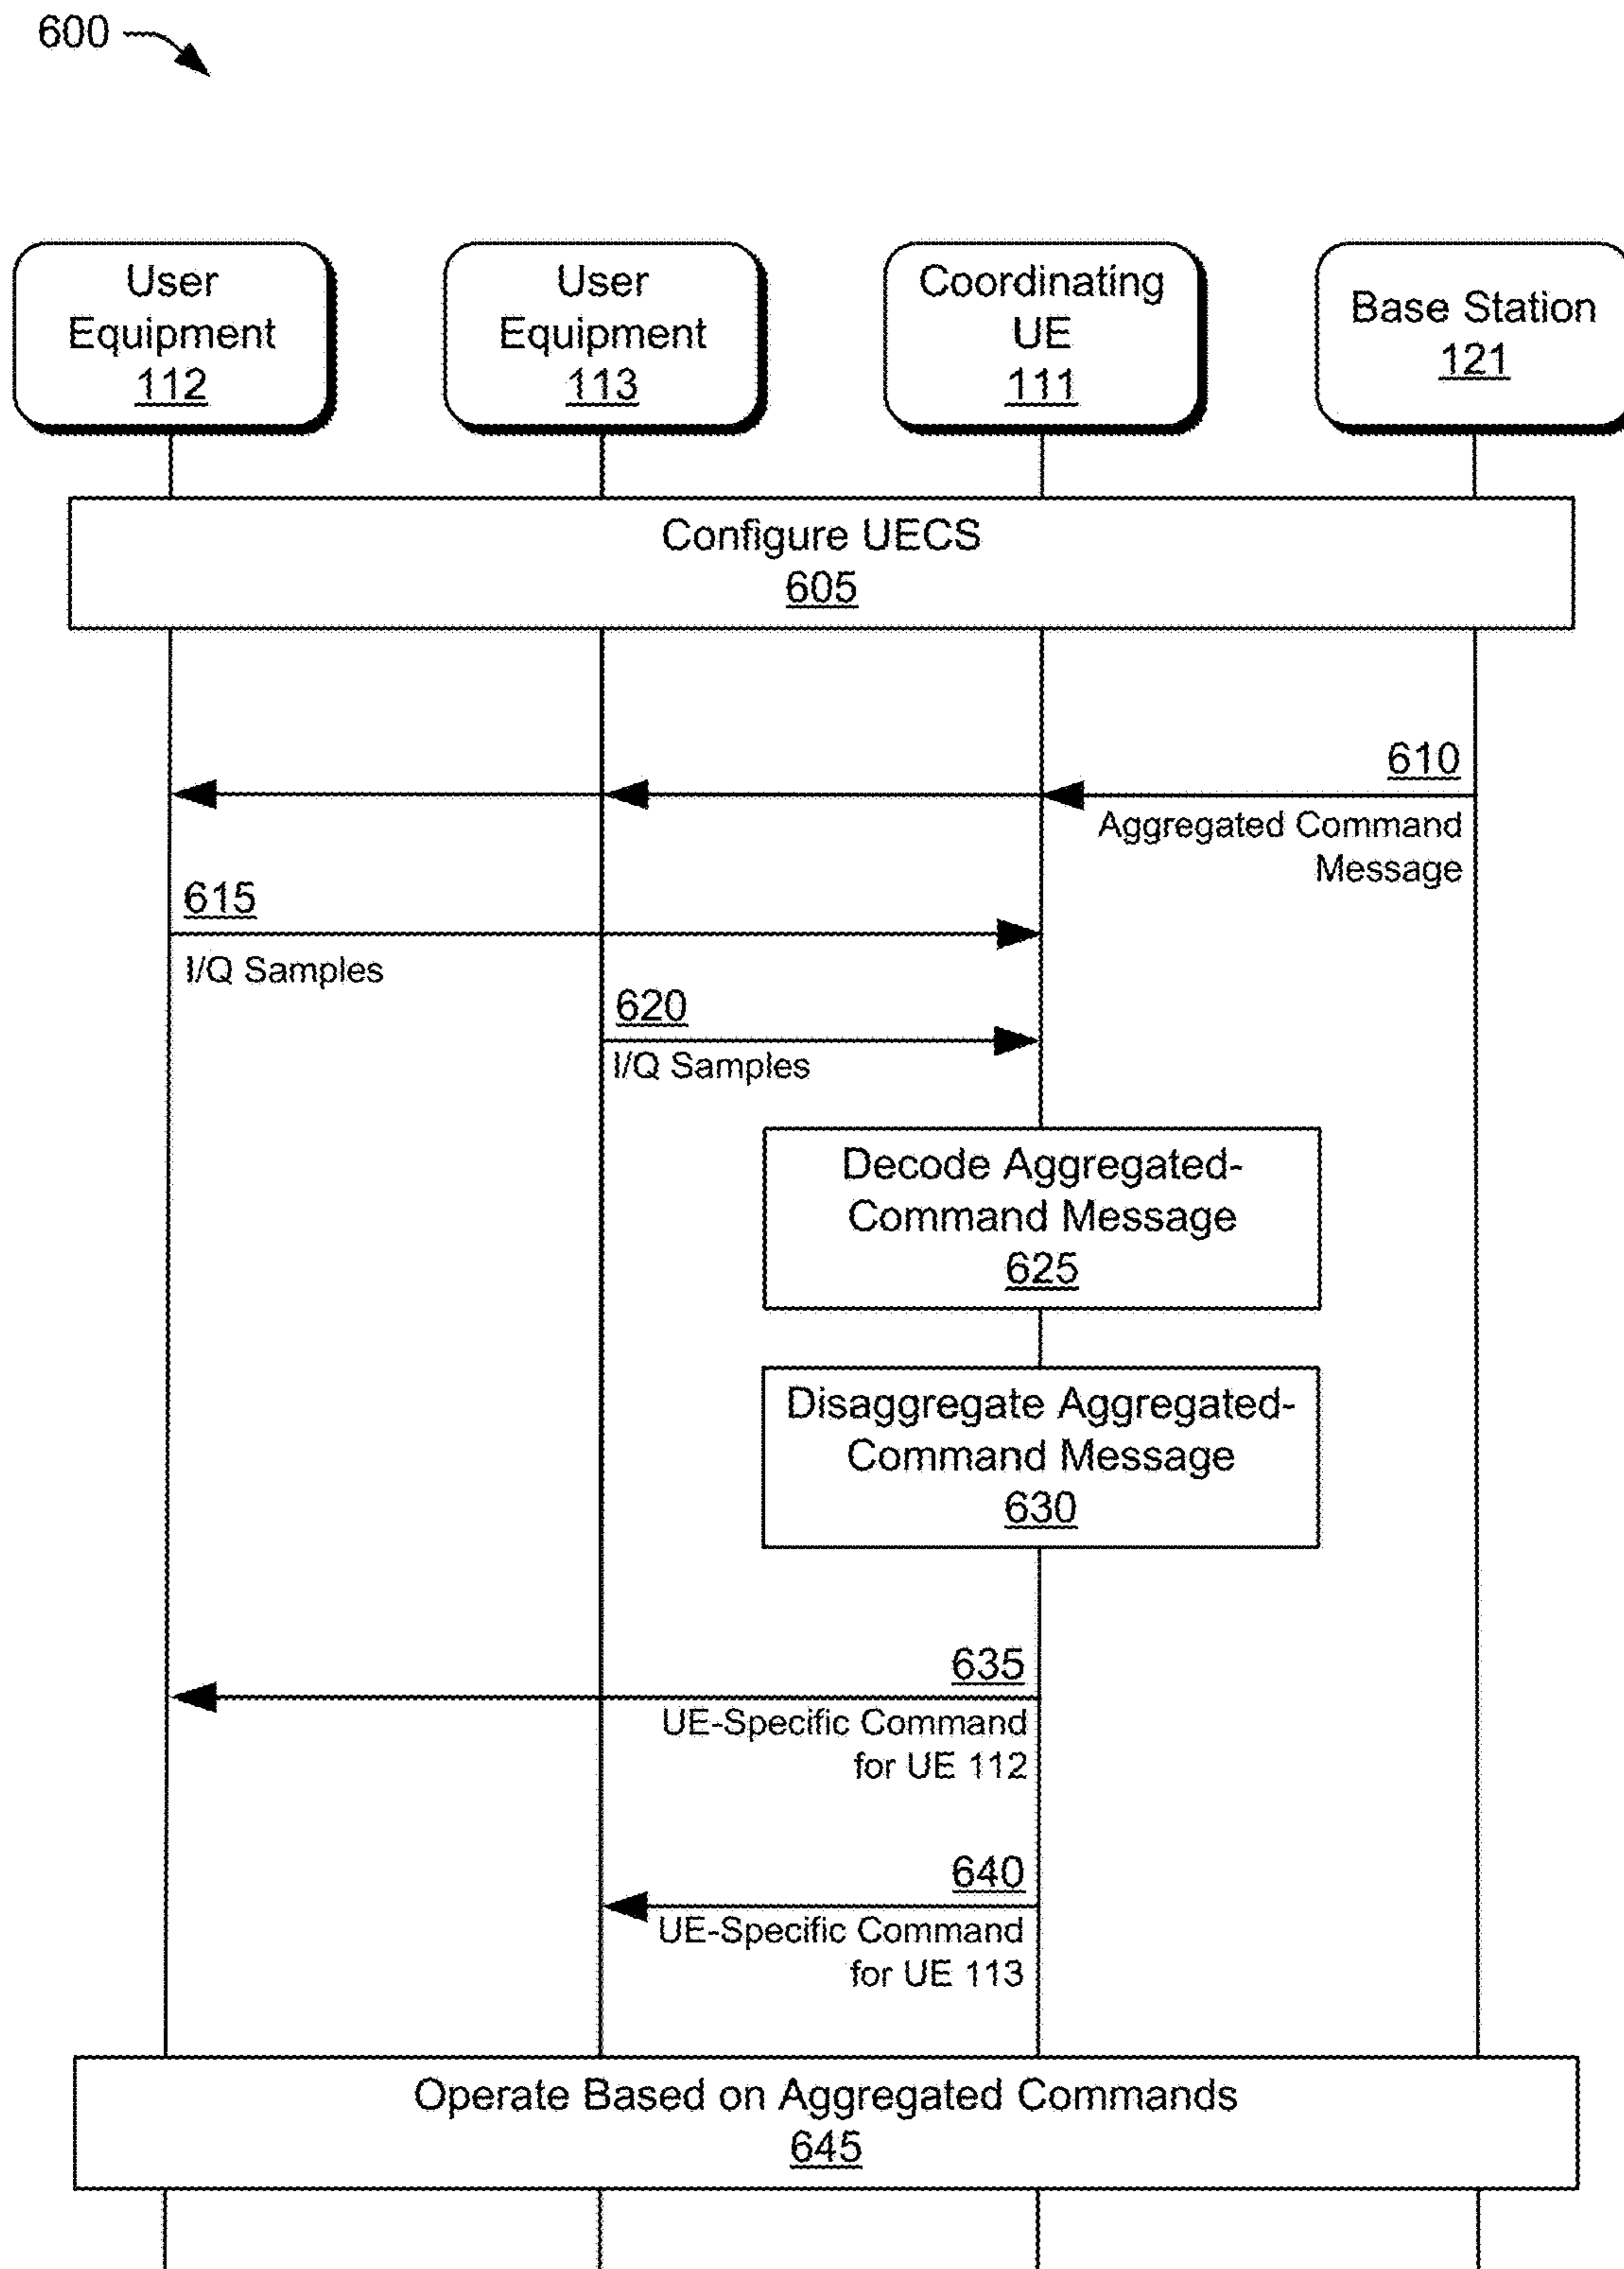 600
User
Equipment
112
User
Equipment
113
Coordinating
UE
111
Base Station
121
Configure UECS
605
610
Aggregated Command
Message
615
I/Q Samples
620
I/Q Samples
Decode Aggregated-
Command Message
625
Disaggregate Aggregated-
Command Message
630
635
UE-Specific Command
for UE 112
640
UE-Specific Command
for UE 113
Operate Based on Aggregated Commands
645